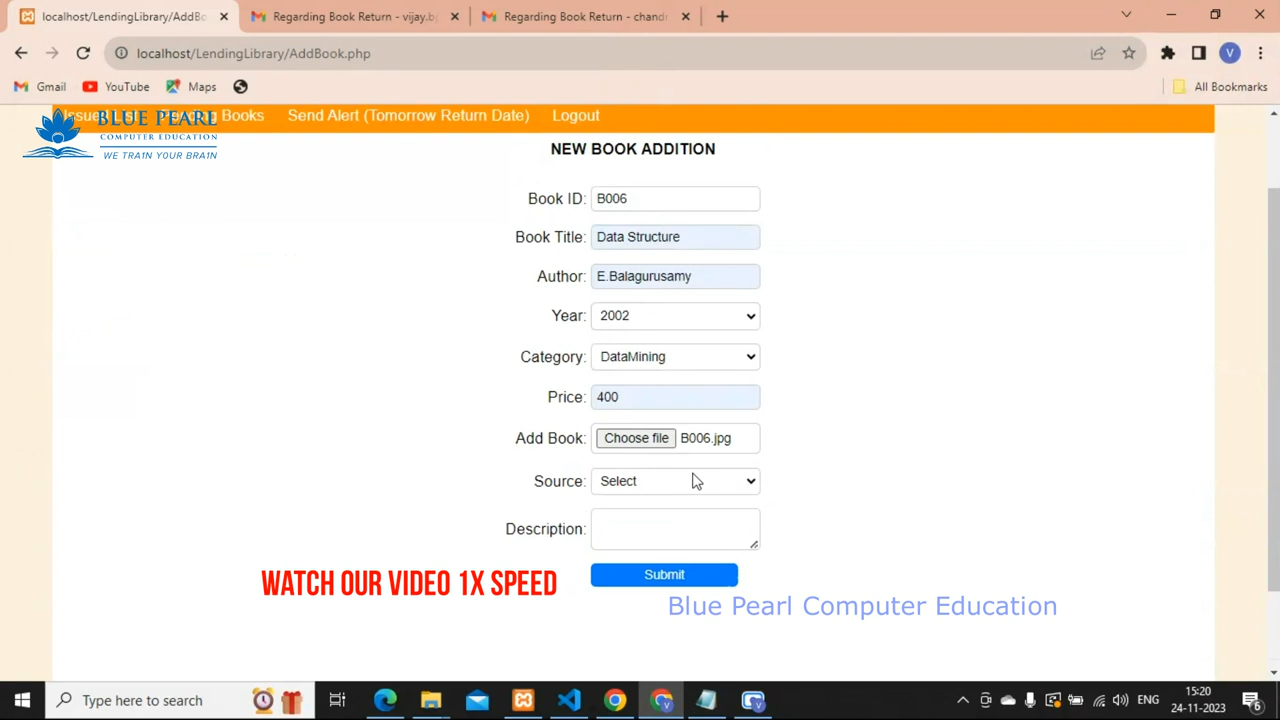 localhost/LendingLibrary/AddBo
Regarding Book Return - vijay.b
Regarding Book Return - chand
localhost/LendingLibrary/AddBook.php
V
Gmail
YouTube
Maps
All Bookmarks
Books
Send Alert (Tomorrow Return Date)
Logout
BLUE PEARL
COMPUTER EDUCATION
WE TRAIN YOUR BRAIN
NEW BOOK ADDITION
Book ID: B006
Book Title: Data Structure
Author: E.Balagurusamy
Year: 2002
Category: DataMining
Price: 400
Add Book: Choose file B006.jpg
Source: Select
Description:
Submit
WATCH OUR VIDEO 1X SPEED
Blue Pearl Computer Education
Type here to search
ENG
15:20
24-11-2023
6